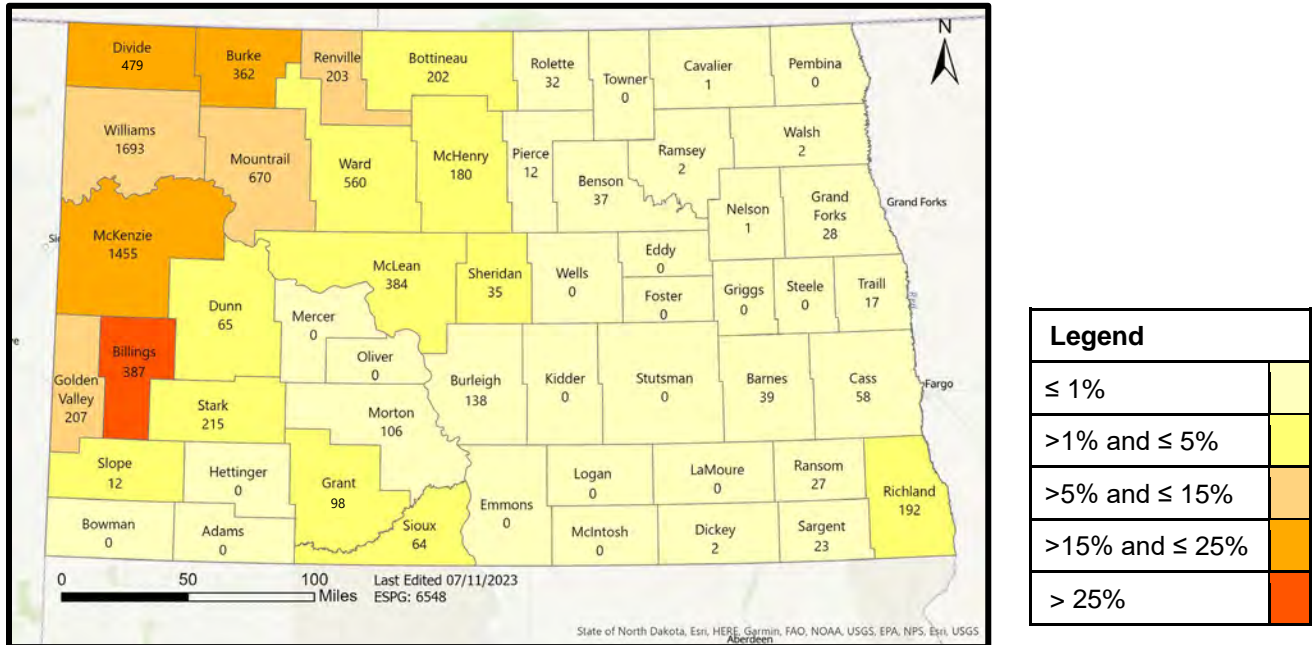 N
Divide
479
Burke
362
Renville
203
Bottineau
202
Rolette
32
Towner
0
Cavalier
1
Pembina
0
Williams
1693
Mountrail
670
Ward
560
McHenry
180
Pierce
12
Benson
37
Ramsey
2
Walsh
2
Nelson
1
Grand
Forks
28
Grand Forks
McKenzie
1455
McLean
384
Sheridan
35
Wells
0
Eddy
0
Foster
0
Griggs
0
Steele
0
Traill
17
Dunn
65
Mercer
0
Oliver
0
Billings
387
Golden
Valley
207
Stark
215
Morton
106
Burleigh
138
Kidder
0
Stutsman
0
Barnes
39
Cass
58
Fargo
Slope
12
Hettinger
0
Grant
98
Sioux
64
Emmons
0
Logan
0
LaMoure
0
Ransom
27
Richland
192
Bowman
0
Adams
0
McIntosh
0
Dickey
2
Sargent
23
0 50 100
Miles
Last Edited 07/11/2023
ESPG: 6548
State of North Dakota, Esri, HERE, Garmin, FAO, NOAA, USGS, EPA, NPS, Esri, USGS
Aberdeen
Legend
≤ 1%
>1% and ≤ 5%
>5% and ≤ 15%
>15% and ≤ 25%
> 25%